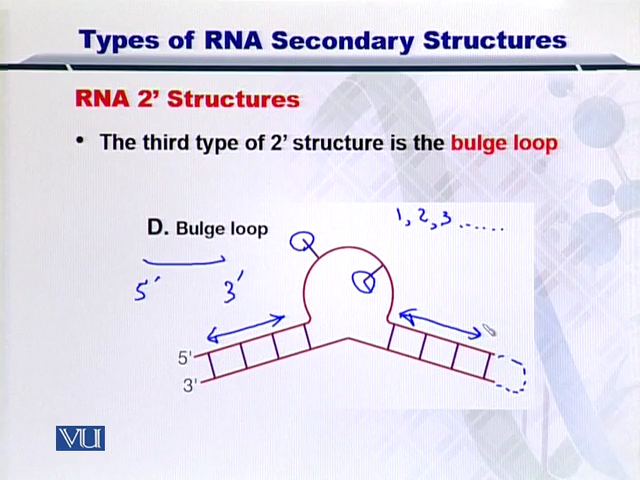 Types of RNA Secondary Structures
RNA 2’ Structures
• The third type of 2’ structure is the bulge loop
1, 2, 3 ......
D. Bulge loop
5' 3'
5'
3'
VU